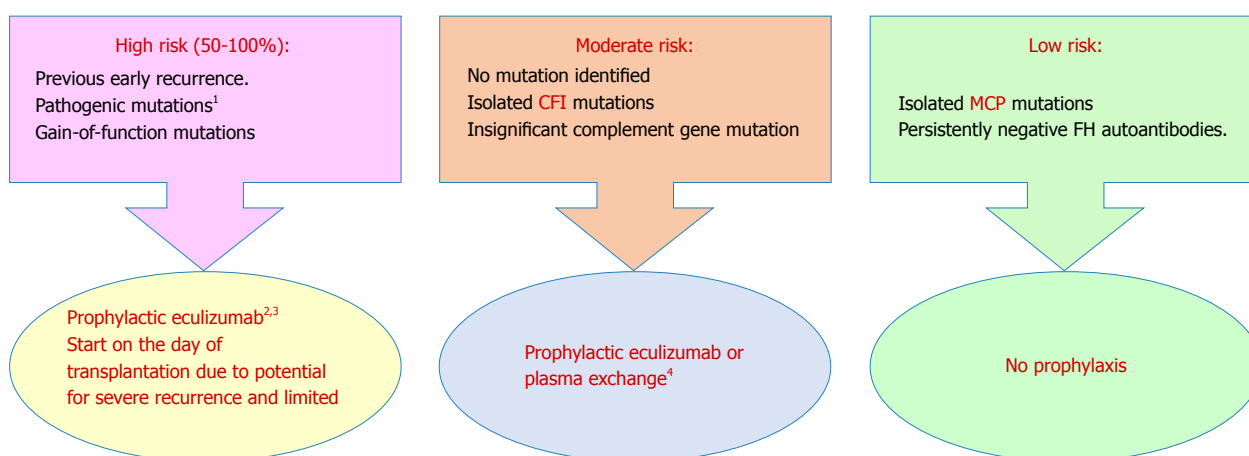 High risk (50-100%):
Previous early recurrence.
Pathogenic mutations¹
Gain-of-function mutations
Moderate risk:
No mutation identified
Isolated CFI mutations
Insignificant complement gene mutation
Low risk:
Isolated MCP mutations
Persistently negative FH autoantibodies.
Prophylactic eculizumab²,³
Start on the day of
transplantation due to potential
for severe recurrence and limited
Prophylactic eculizumab or
plasma exchange⁴
No prophylaxis